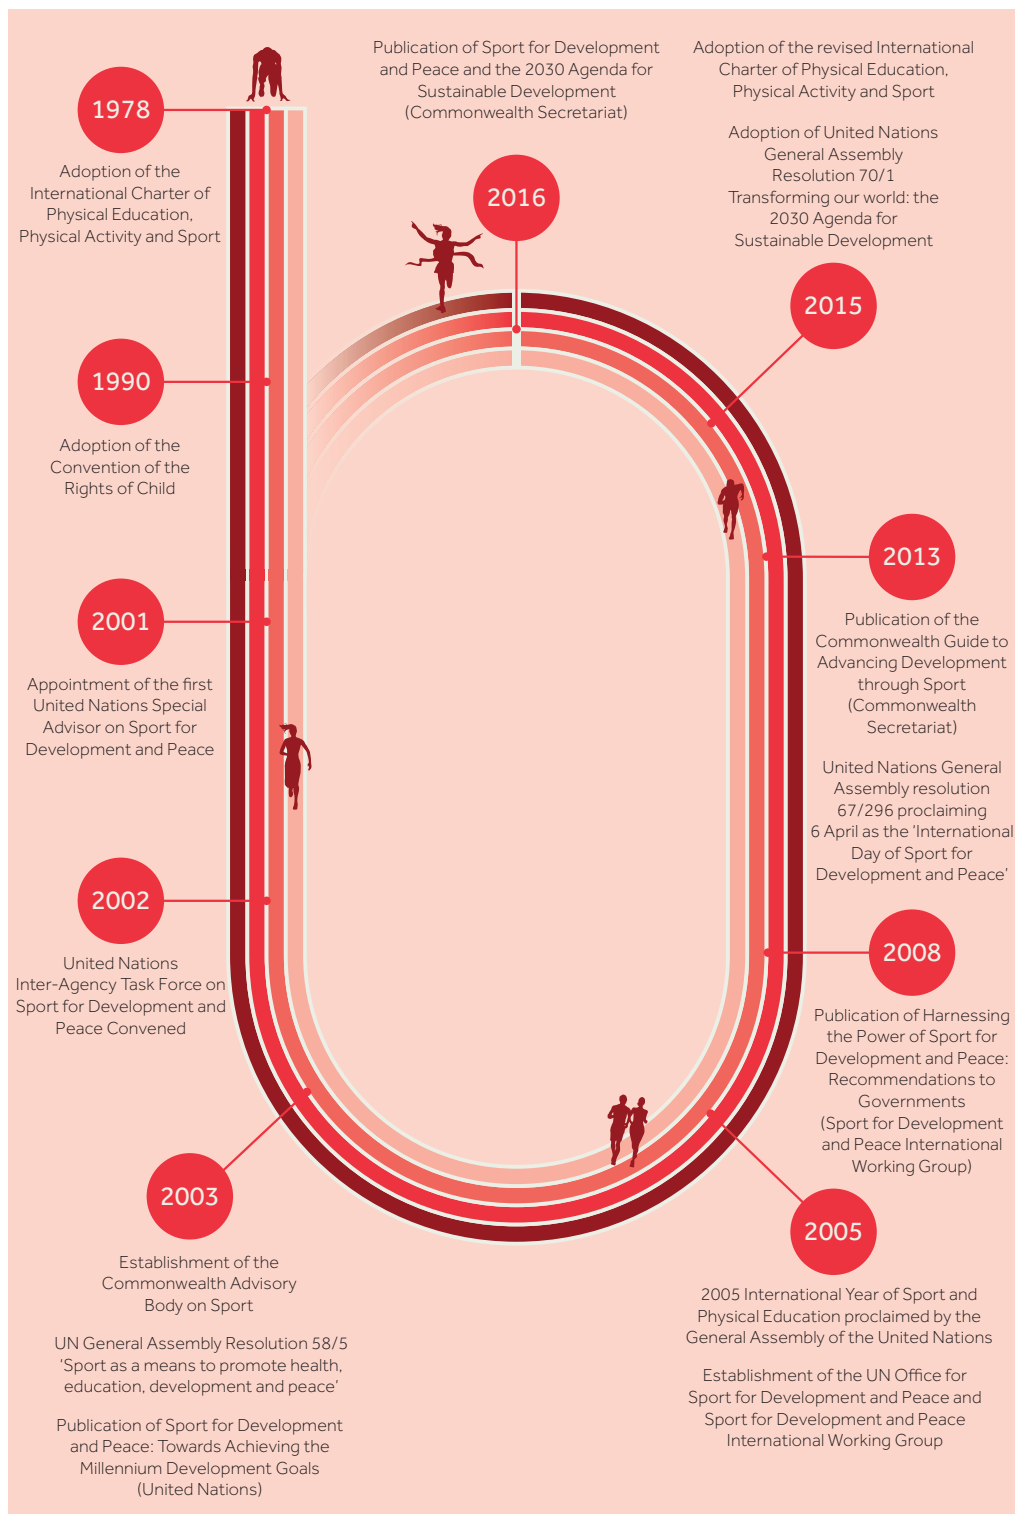 1978
Adoption of the
International Charter of
Physical Education,
Physical Activity and Sport
1990
Adoption of the
Convention of the
Rights of Child
2001
Appointment of the first
United Nations Special
Advisor on Sport for
Development and Peace
2002
United Nations
Inter-Agency Task Force on
Sport for Development and
Peace Convened
2003
Establishment of the
Commonwealth Advisory
Body on Sport
UN General Assembly Resolution 58/5
'Sport as a means to promote health,
education, development and peace'
Publication of Sport for Development
and Peace: Towards Achieving the
Millennium Development Goals
(United Nations)
2005
2005 International Year of Sport and
Physical Education proclaimed by the
General Assembly of the United Nations
Establishment of the UN Office for
Sport for Development and Peace and
Sport for Development and Peace
International Working Group
2008
Publication of Harnessing
the Power of Sport for
Development and Peace:
Recommendations to
Governments
(Sport for Development
and Peace International
Working Group)
2013
Publication of the
Commonwealth Guide to
Advancing Development
through Sport
(Commonwealth
Secretariat)
United Nations General
Assembly resolution
67/296 proclaiming
6 April as the 'International
Day of Sport for
Development and Peace'
Adoption of the revised International
Charter of Physical Education,
Physical Activity and Sport
Adoption of United Nations
General Assembly
Resolution 70/1
Transforming our world: the
2030 Agenda for
Sustainable Development
2015
Publication of Sport for Development
and Peace and the 2030 Agenda for
Sustainable Development
(Commonwealth Secretariat)
2016